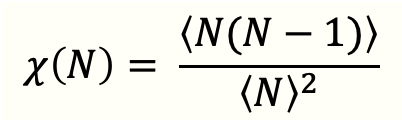 χ(N) = ⟨N(N − 1)⟩ / ⟨N⟩²